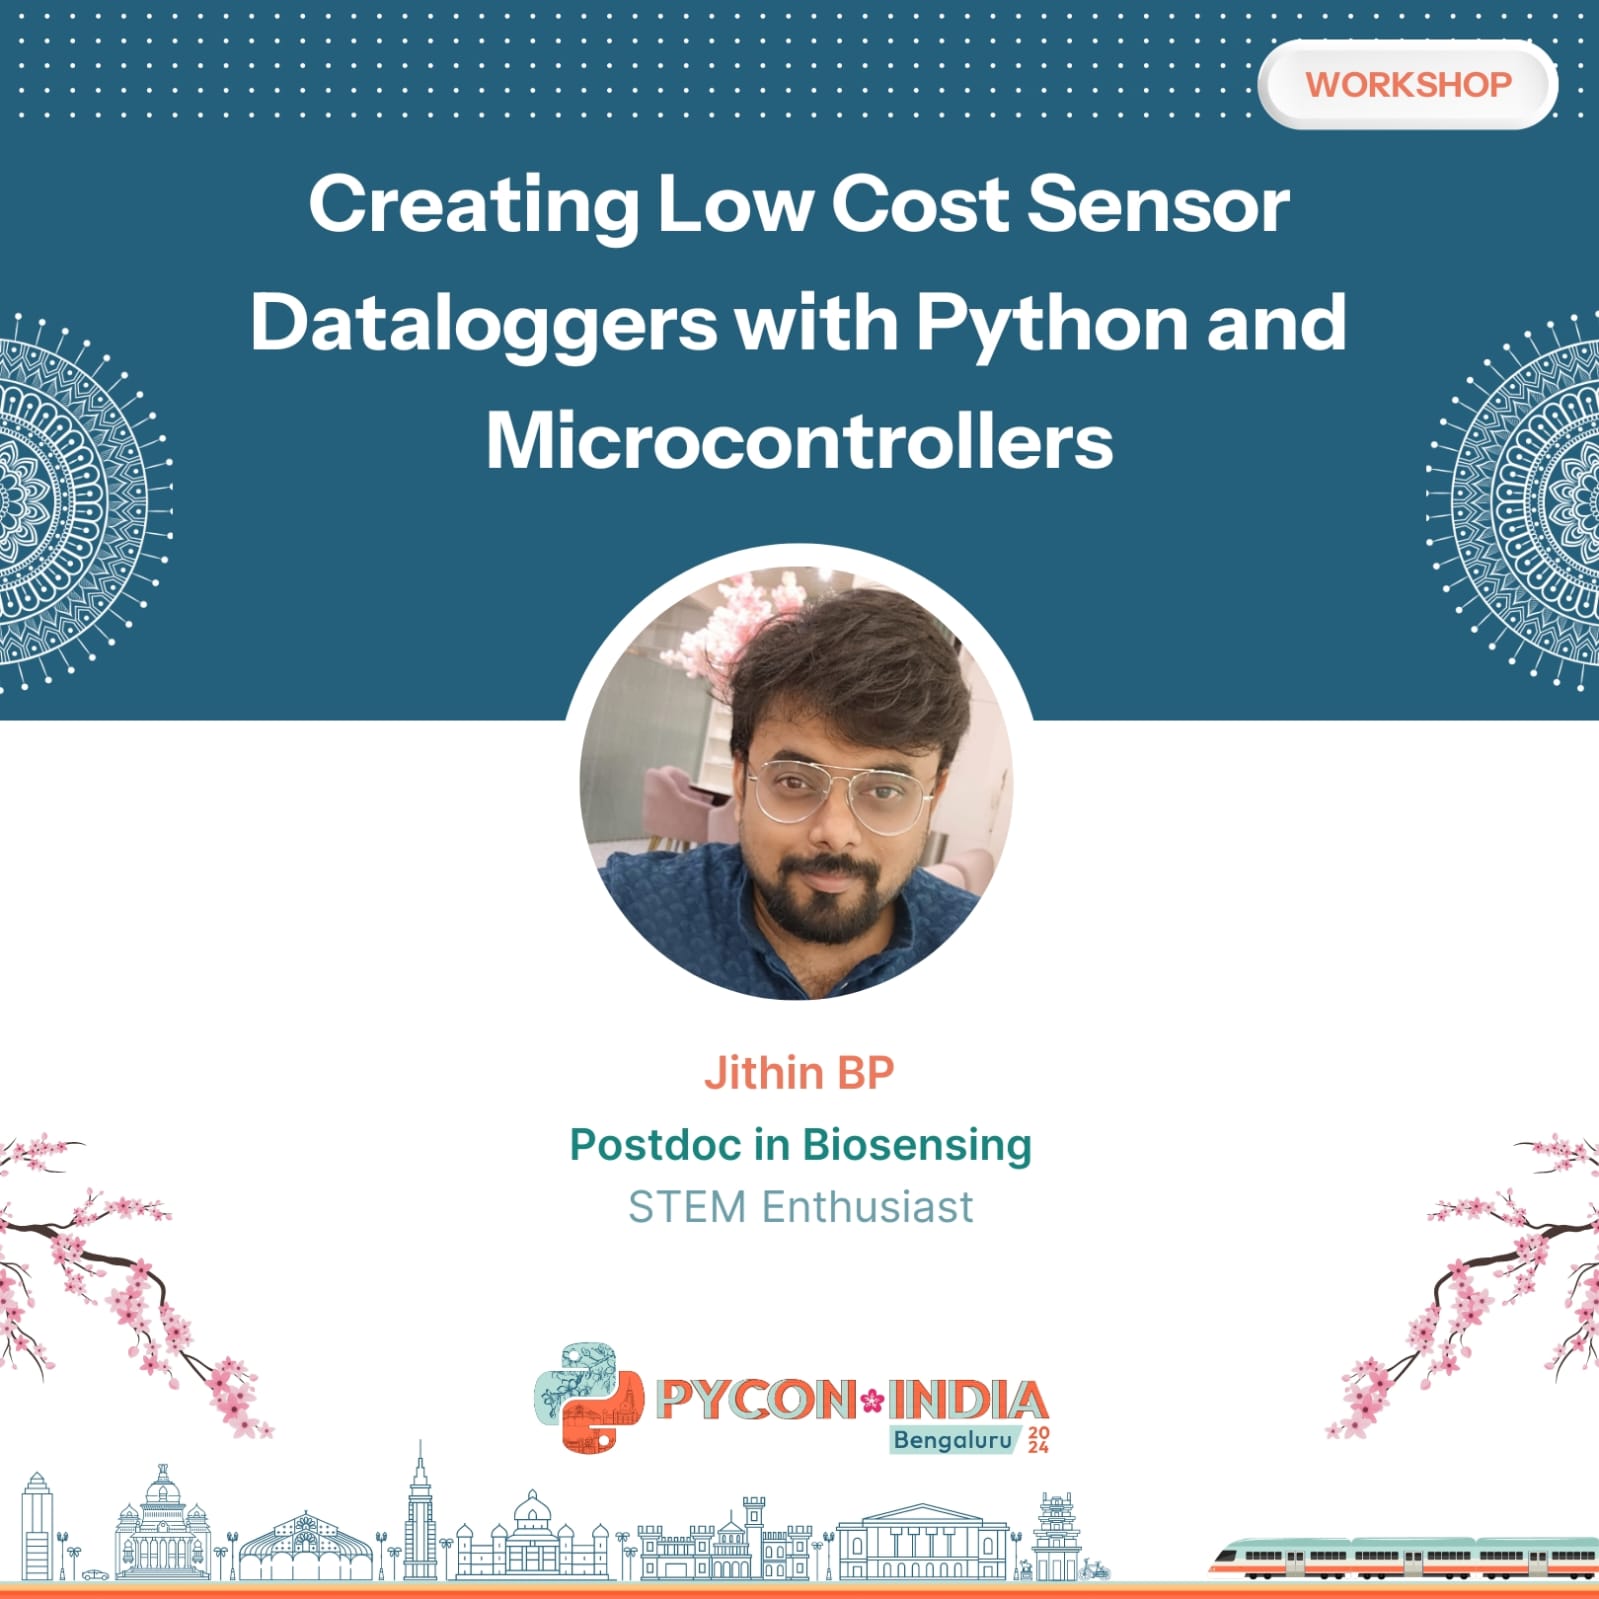 WORKSHOP
Creating Low Cost Sensor
Dataloggers with Python and
Microcontrollers
Jithin BP
Postdoc in Biosensing
STEM Enthusiast
PYCON INDIA
Bengaluru 2024